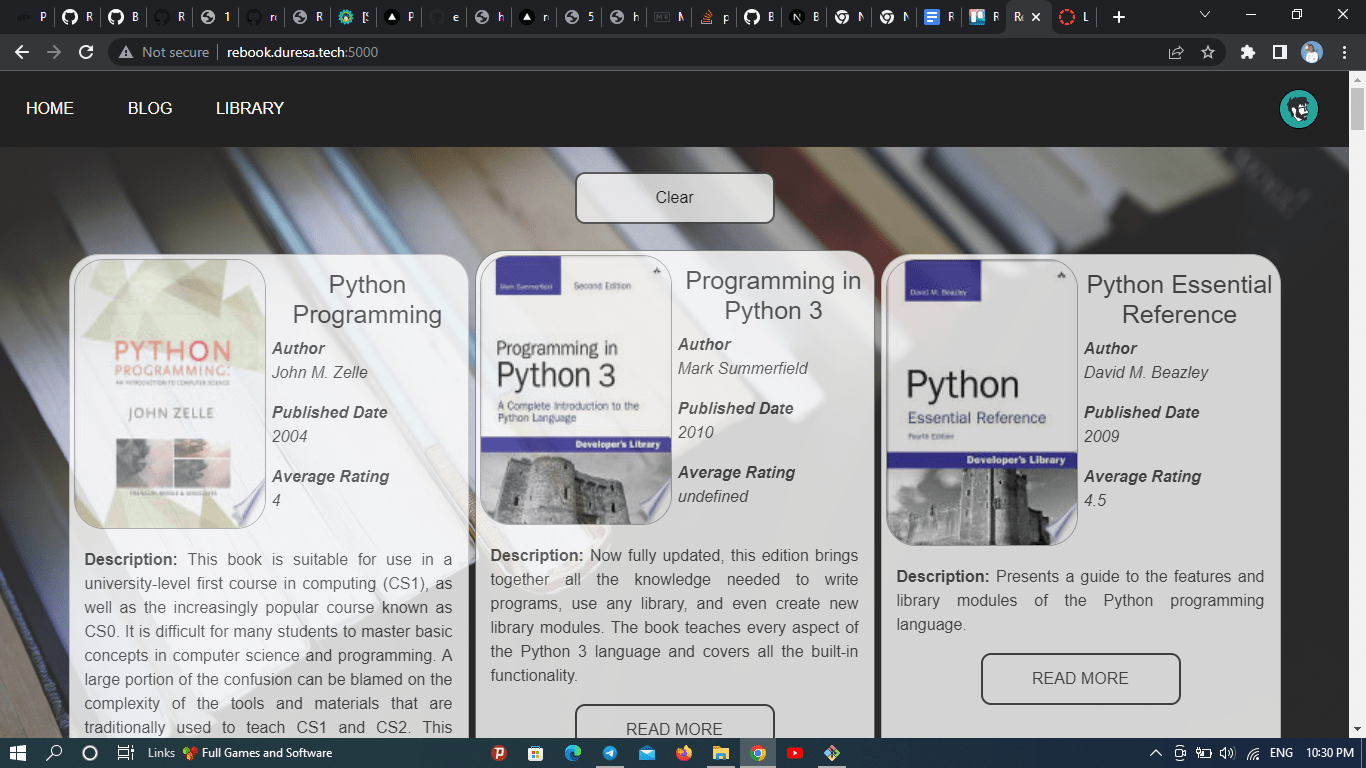 P
R
B
R
1
re
R
[S
P
e
h
re
5
h
M
p
B
B
N
N
R
R
Re
L
Not secure
rebook.duresa.tech:5000
HOME
BLOG
LIBRARY
Clear
PYTHON
PROGRAMMING:
AN INTRODUCTION TO COMPUTER SCIENCE
JOHN ZELLE
Python
Programming
Author
John M. Zelle
Published Date
2004
Average Rating
4
Description: This book is suitable for use in a
university-level first course in computing (CS1), as
well as the increasingly popular course known as
CS0. It is difficult for many students to master basic
concepts in computer science and programming. A
large portion of the confusion can be blamed on the
complexity of the tools and materials that are
traditionally used to teach CS1 and CS2. This
Mark Summerfield
Second Edition
Programming in
Python 3
A Complete Introduction to the
Python Language
Developer's Library
Programming in
Python 3
Author
Mark Summerfield
Published Date
2010
Average Rating
undefined
Description: Now fully updated, this edition brings
together all the knowledge needed to write
programs, use any library, and even create new
library modules. The book teaches every aspect of
the Python 3 language and covers all the built-in
functionality.
READ MORE
David M. Beazley
Python
Essential Reference
Fourth Edition
Developer's Library
Python Essential
Reference
Author
David M. Beazley
Published Date
2009
Average Rating
4.5
Description: Presents a guide to the features and
library modules of the Python programming
language.
READ MORE
Links
Full Games and Software
ENG
10:30 PM